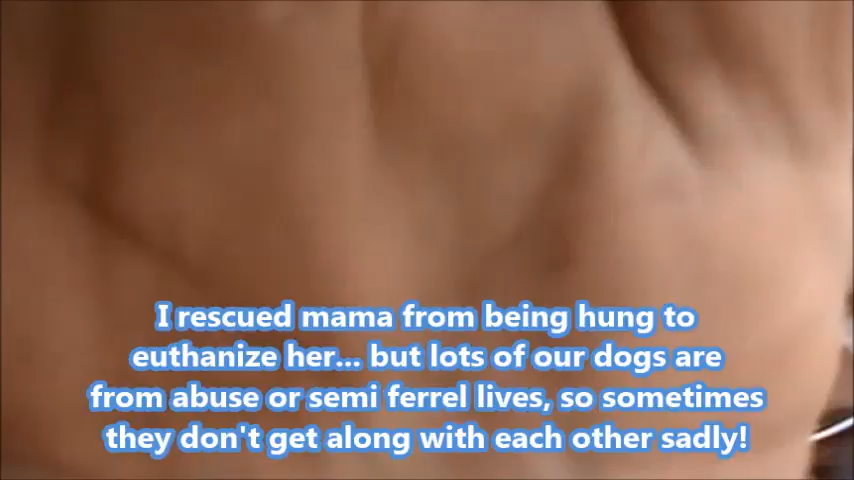 I rescued mama from being hung to
euthanize her... but lots of our dogs are
from abuse or semi ferrel lives, so sometimes
they don't get along with each other sadly!